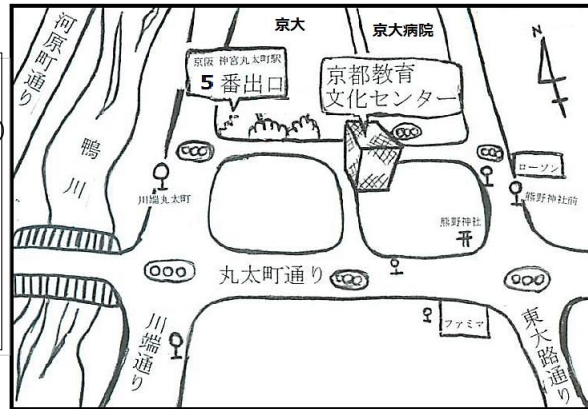 京大
京大病院
N
河原町通り
京阪 神宮丸太町駅
5番出口
京都教育
文化センター
鴨川
川端丸太町
ローソン
熊野神社前
熊野神社
丸太町通り
ファミマ
川端通り
東大路通り